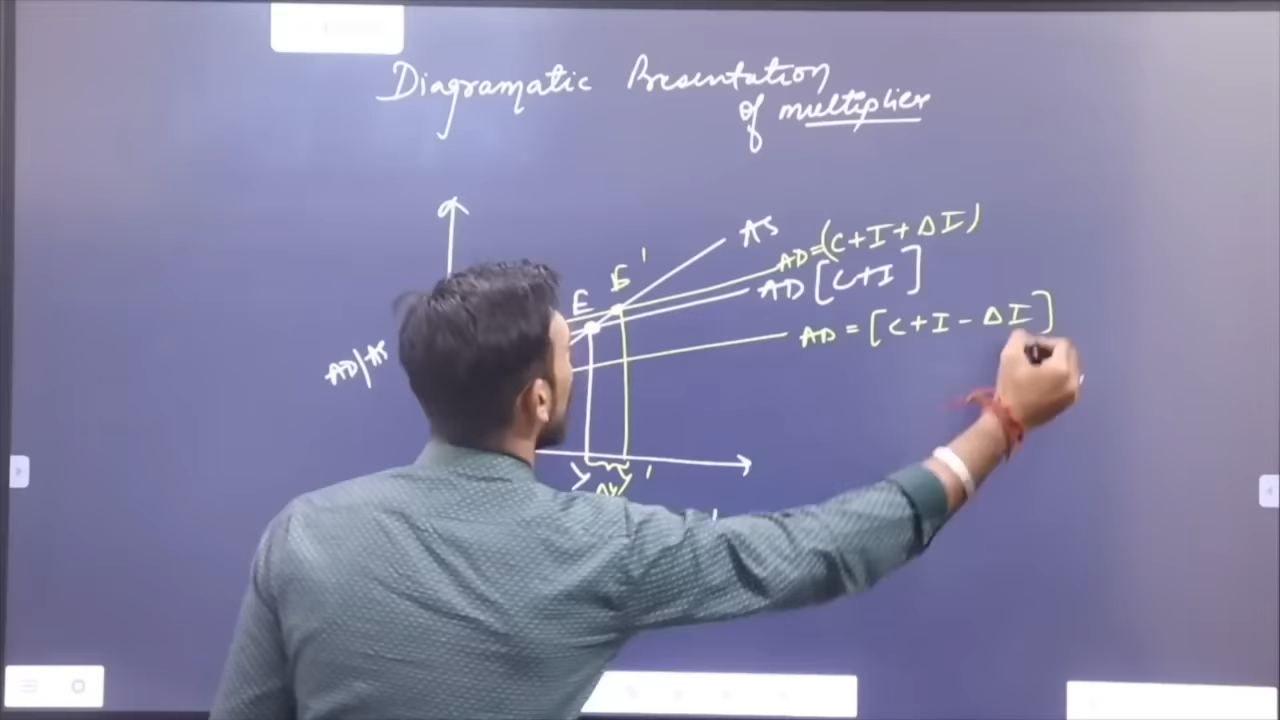 Diagramatic Presentation
of multiplier
AS
AD=(C+I+ΔI)
E'
E
AD[C+I]
AD=[C+I-ΔI]
AD/AS
y y'
Δy